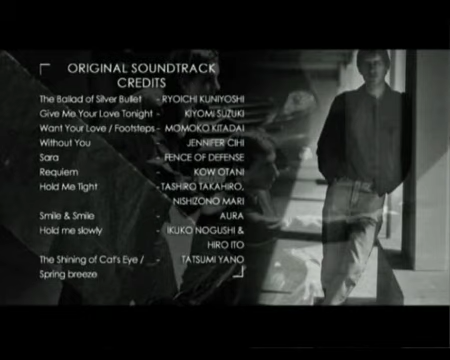 ORIGINAL SOUNDTRACK
CREDITS
The Ballad of Silver Bullet - RYOICHI KUNIYOSHI
Give Me Your Love Tonight - KIYOMI SUZUKI
Want Your Love / Footsteps - MOMOKO KITADAI
Without You - JENNIFER CIHI
Sara - FENCE OF DEFENSE
Requiem - KOW OTANI
Hold Me Tight - TASHIRO TAKAHIRO,
NISHIZONO MARI
Smile & Smile - AURA
Hold me slowly - IKUKO NOGUSHI &
HIRO ITO
The Shining of Cat's Eye / - TATSUMI YANO
Spring breeze